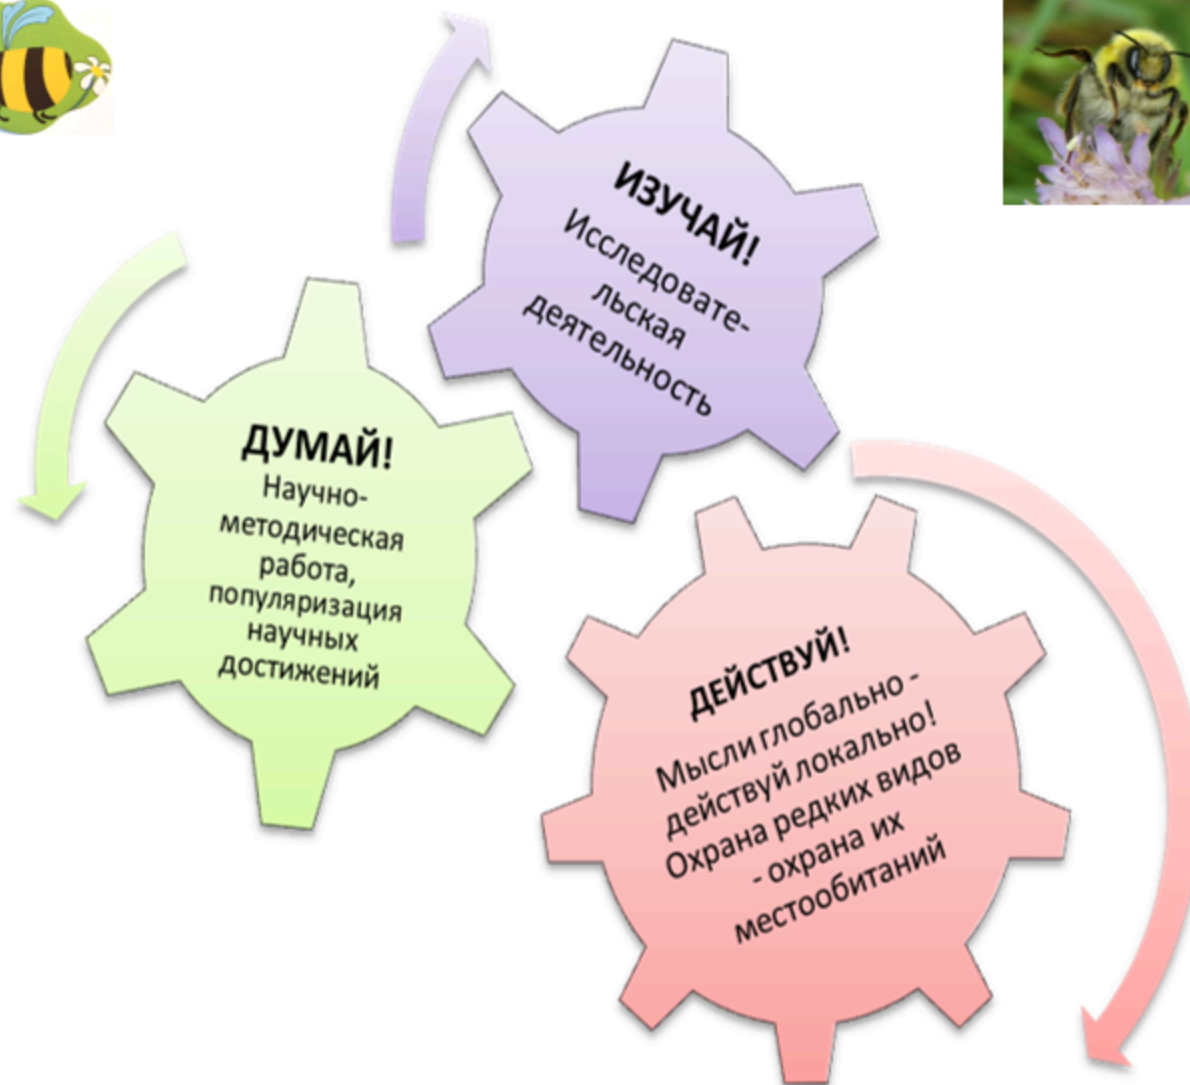 ИЗУЧАЙ!
Исследовате-
льская
деятельность
ДУМАЙ!
Научно-
методическая
работа,
популяризация
научных
достижений
ДЕЙСТВУЙ!
Мысли глобально -
действуй локально!
Охрана редких видов
- охрана их
местообитаний